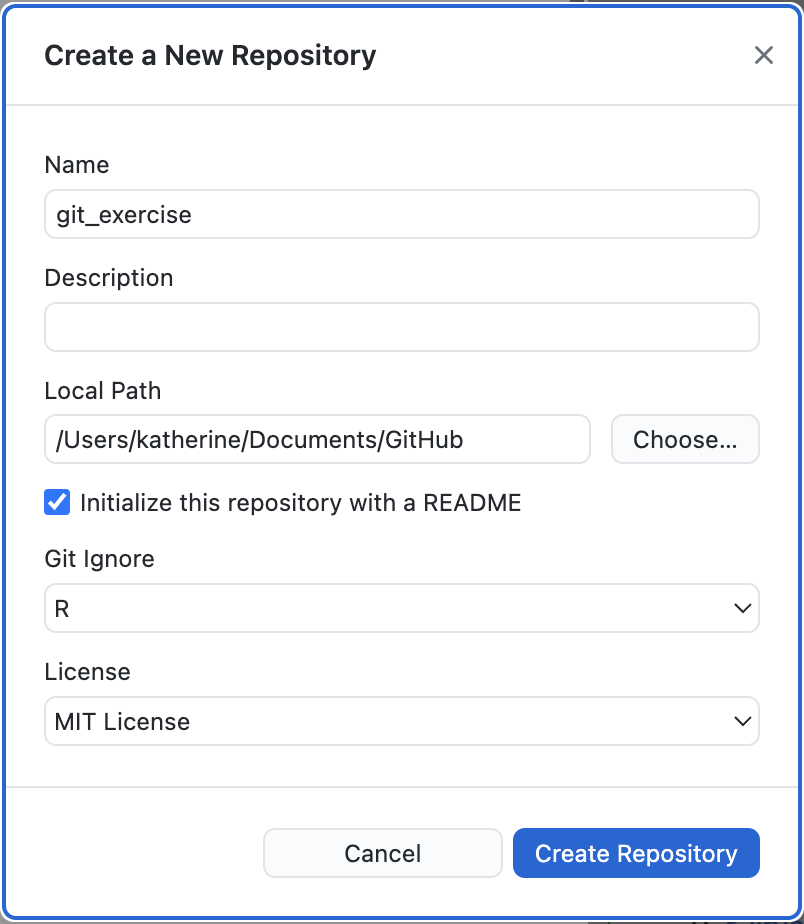 Create a New Repository
Name
git_exercise
Description
Local Path
/Users/katherine/Documents/GitHub
Choose...
Initialize this repository with a README
Git Ignore
R
License
MIT License
Cancel
Create Repository